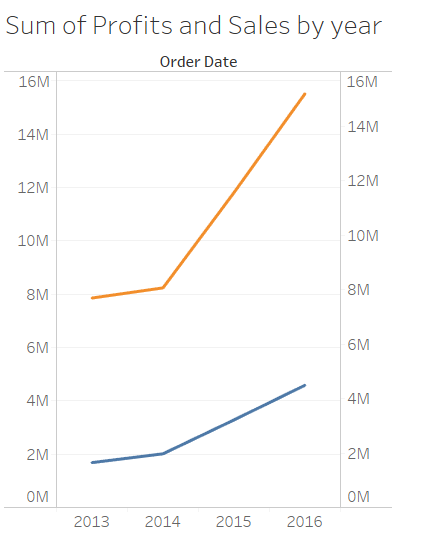 Sum of Profits and Sales by year
Order Date
16M 16M
14M 14M
12M 12M
10M 10M
8M 8M
6M 6M
4M 4M
2M 2M
0M 0M
2013 2014 2015 2016